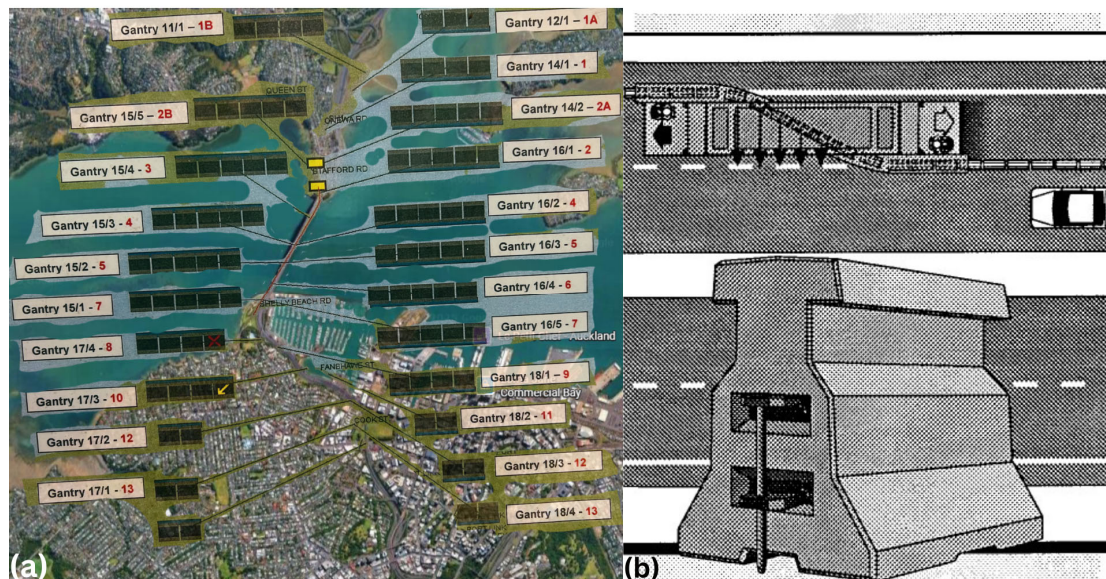 Gantry 11/1 – 1B
Gantry 12/1 – 1A
Gantry 14/1 - 1
QUEEN ST
Gantry 15/5 – 2B
Gantry 14/2 – 2A
ONEWA RD
Gantry 15/4 - 3
STAFFORD RD
Gantry 16/1 - 2
Gantry 15/3 - 4
Gantry 16/2 - 4
Gantry 15/2 - 5
Gantry 16/3 - 5
Gantry 15/1 - 7
SHELLY BEACH RD
Gantry 16/4 - 6
Gantry 17/4 - 8
Gantry 16/5 - 7
Auckland
FANSHAWE ST
Gantry 18/1 – 9
Gantry 17/3 - 10
Commercial Bay
Gantry 17/2 - 12
COOK ST
Gantry 18/2 - 11
Gantry 17/1 - 13
Gantry 18/3 - 12
Gantry 18/4 - 13
(a)
(b)